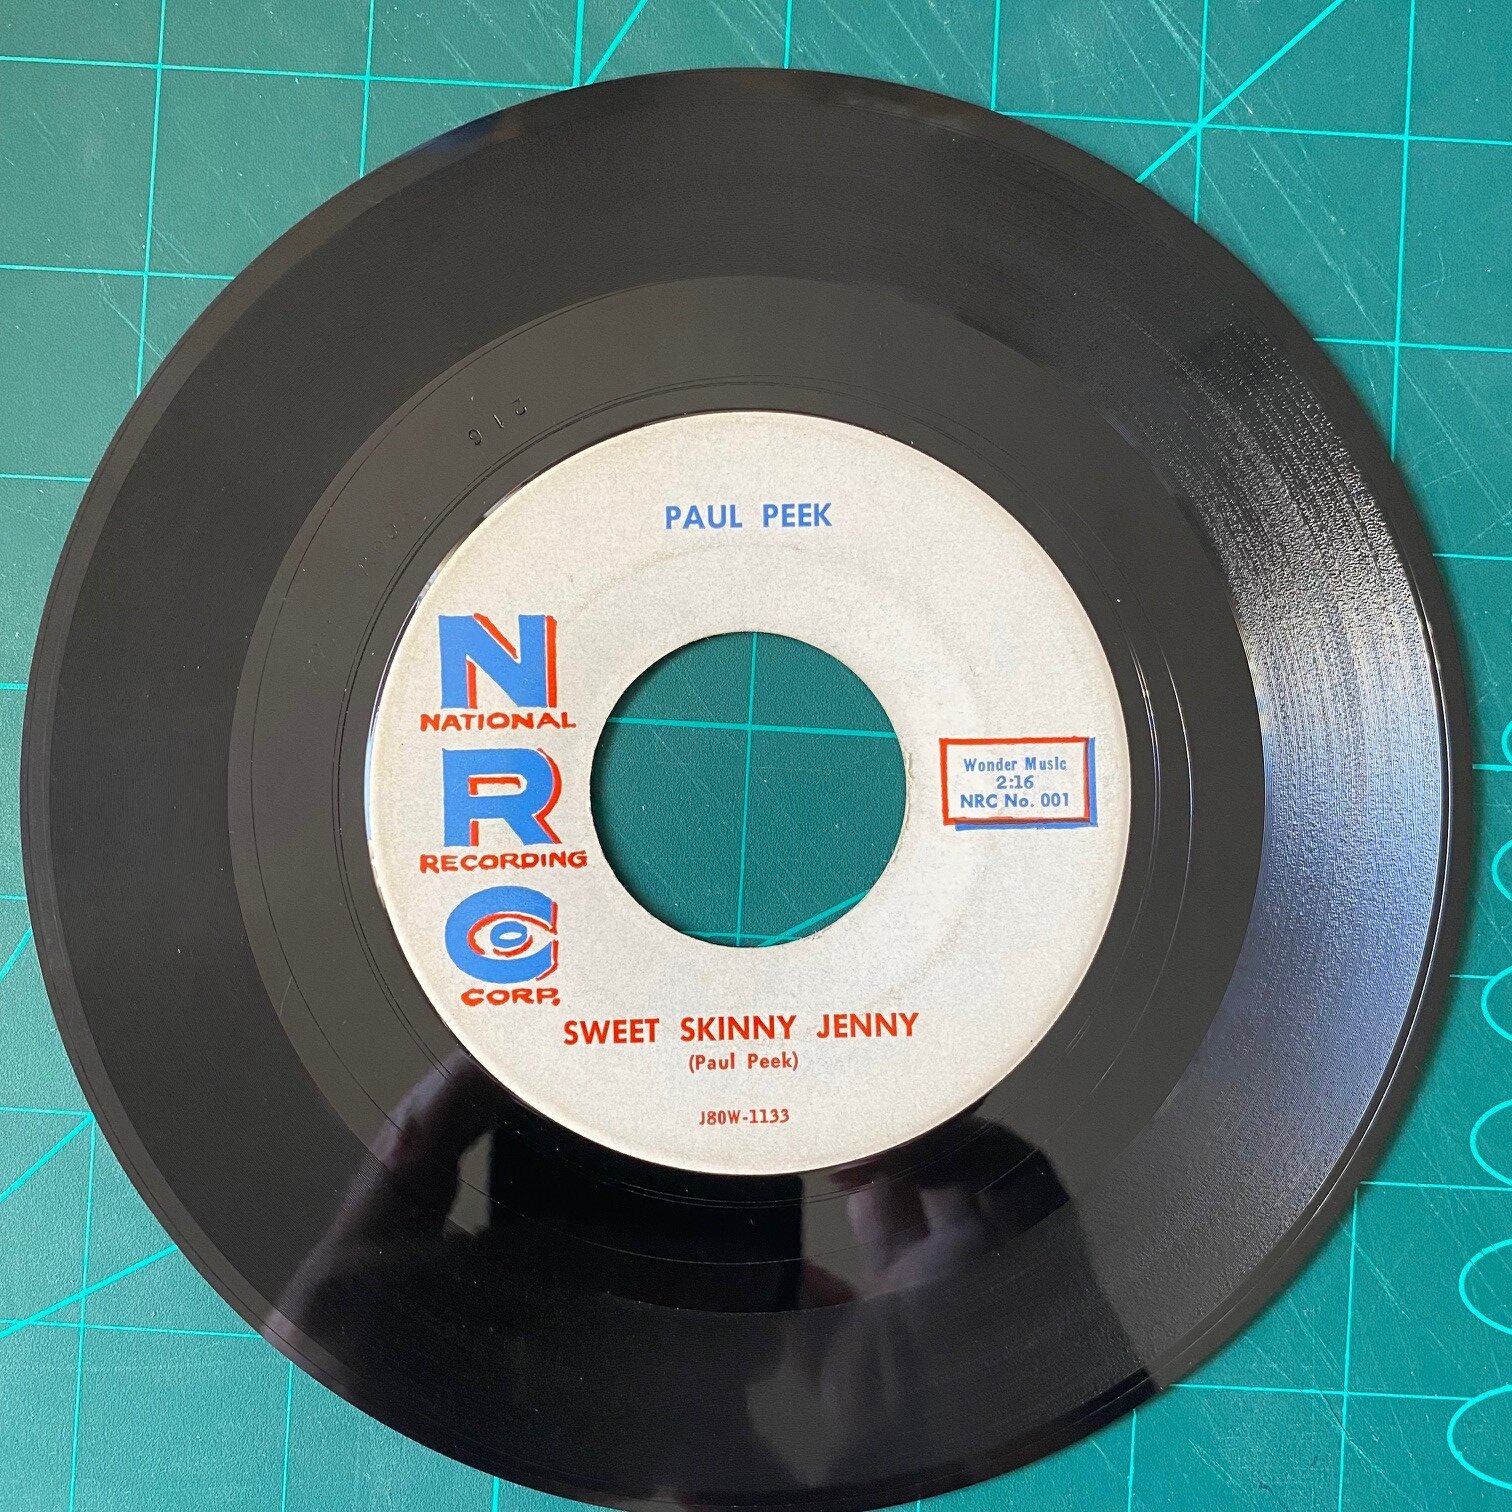 PAUL PEEK
N
NATIONAL
R
RECORDING
C
CORP.
Wonder Music
2:16
NRC No. 001
SWEET SKINNY JENNY
(Paul Peek)
J80W-1133